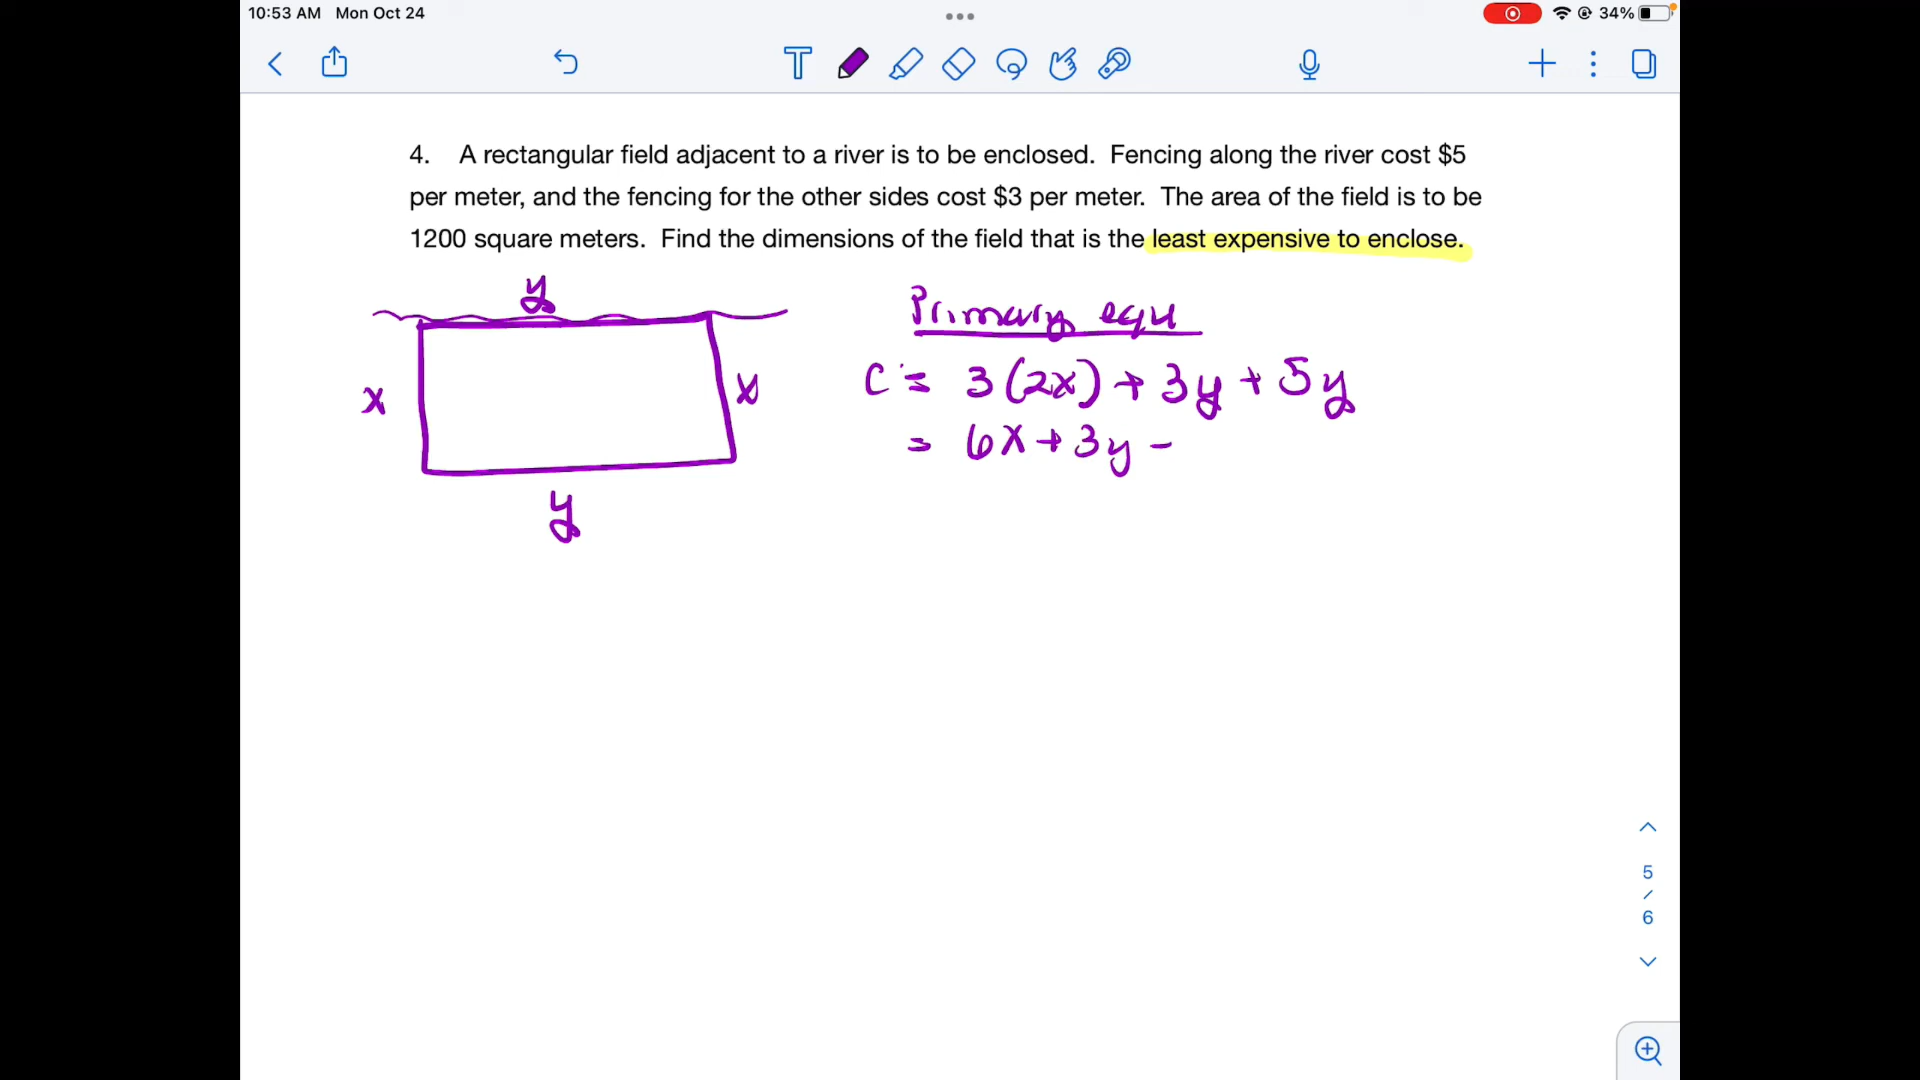 10:53 AM Mon Oct 24
34%
4. A rectangular field adjacent to a river is to be enclosed. Fencing along the river cost $5
per meter, and the fencing for the other sides cost $3 per meter. The area of the field is to be
1200 square meters. Find the dimensions of the field that is the least expensive to enclose.
y
Primary equ
x
x
C = 3(2x) + 3y + 5y
= 6x + 3y -
y
5
/
6